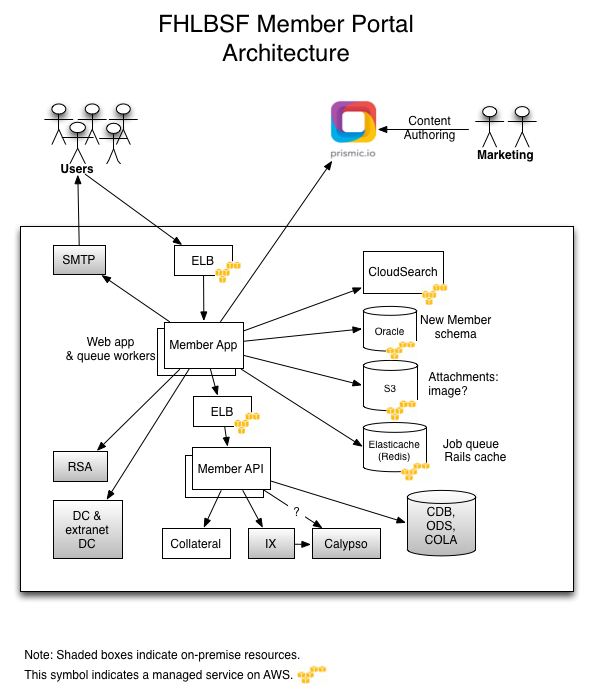 FHLBSF Member Portal
Architecture
prismic.io
Content
Authoring
Marketing
Users
SMTP
ELB
CloudSearch
Oracle
New Member
schema
Web app
& queue workers
Member App
S3
Attachments:
image?
ELB
Elasticache
(Redis)
Job queue
Rails cache
RSA
Member API
DC &
extranet
DC
?
CDB,
ODS,
COLA
Collateral
IX
Calypso
Note: Shaded boxes indicate on-premise resources.
This symbol indicates a managed service on AWS.